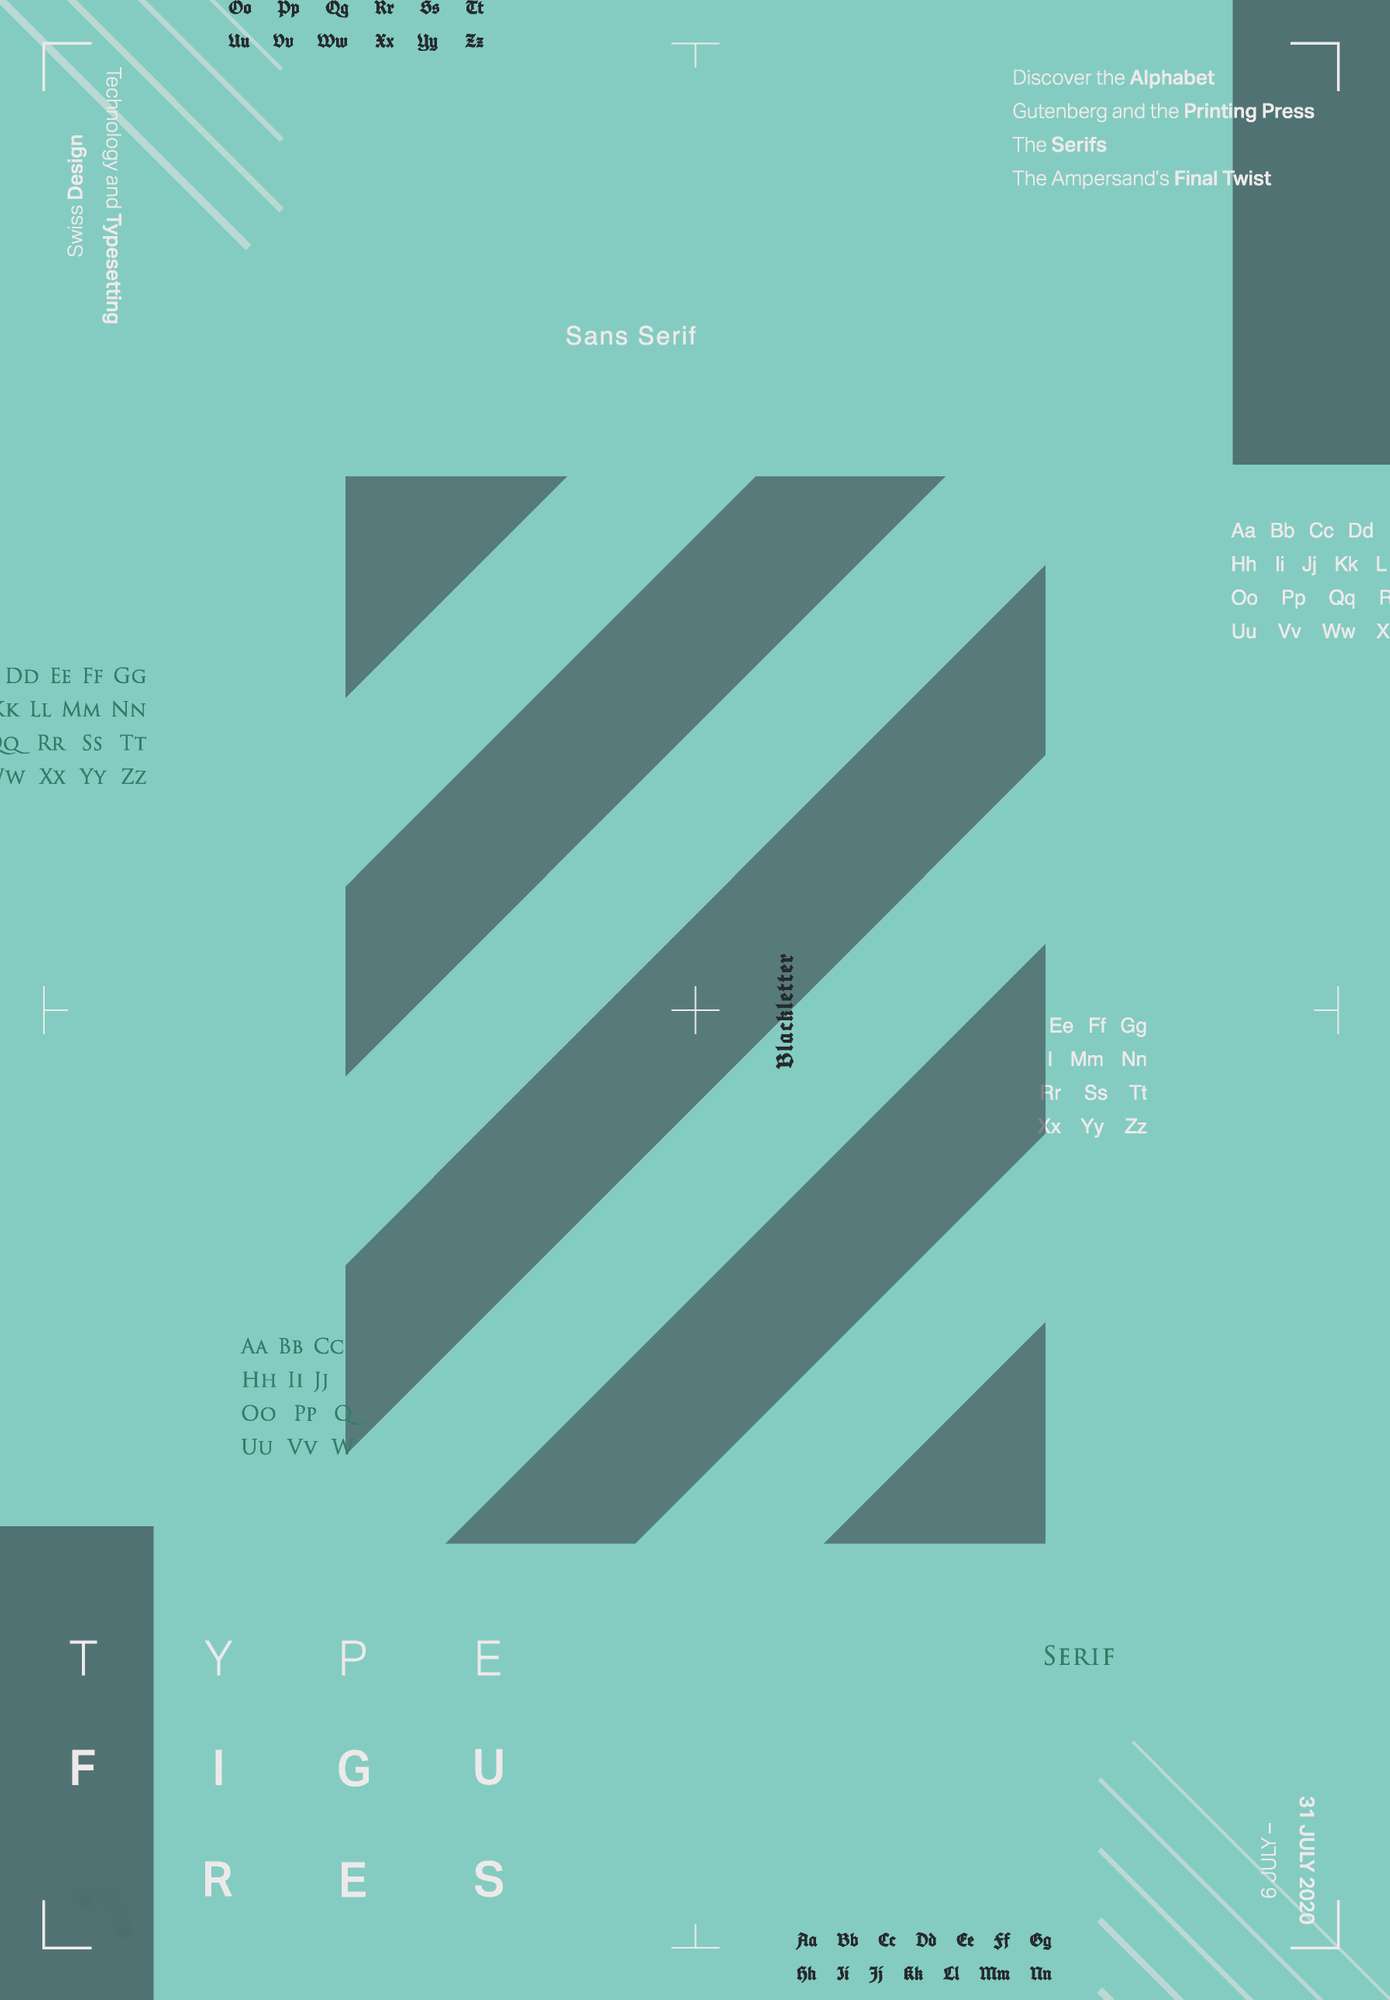 Oo Pp Qq Rr Ss Tt
Uu Vv Ww Xx Yy Zz
Technology and Typesetting
Swiss Design
Discover the Alphabet
Gutenberg and the Printing Press
The Serifs
The Ampersand's Final Twist
Sans Serif
Aa Bb Cc Dd
Hh Ii Jj Kk L
Oo Pp Qq R
Uu Vv Ww X
Dd Ee Ff Gg
Kk Ll Mm Nn
Qq Rr Ss Tt
Ww Xx Yy Zz
Blackletter
Ee Ff Gg
l Mm Nn
Rr Ss Tt
Xx Yy Zz
Aa Bb Cc
Hh Ii Jj
Oo Pp Q
Uu Vv W
T Y P E
F I G U
R E S
Serif
6 JULY –
31 JULY 2020
Aa Bb Cc Dd Ee Ff Gg
Hh Ii Jj Kk Ll Mm Nn